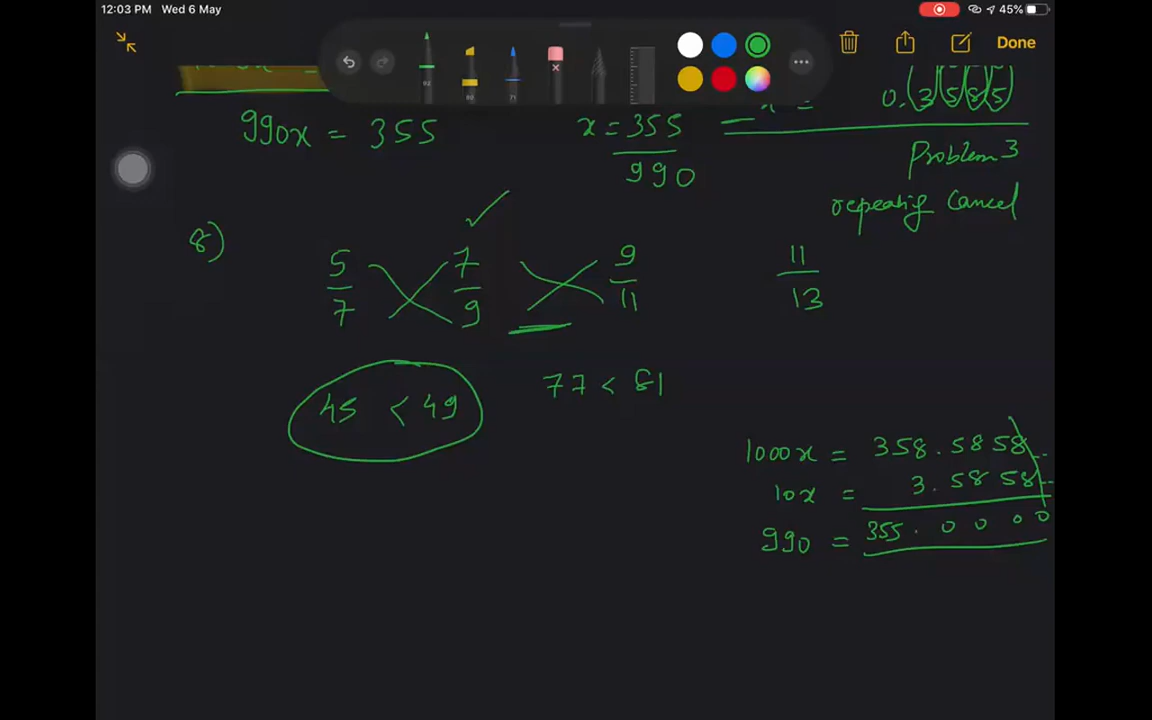 12:03 PM Wed 6 May
45%
Done
0.3585
990x = 355
x = 355/990
Problem 3
repeating cancel
8)
5/7 7/9 9/11 11/13
45 < 49
77 < 81
1000x = 358.5858...
10x = 3.5858...
990 = 355.0000